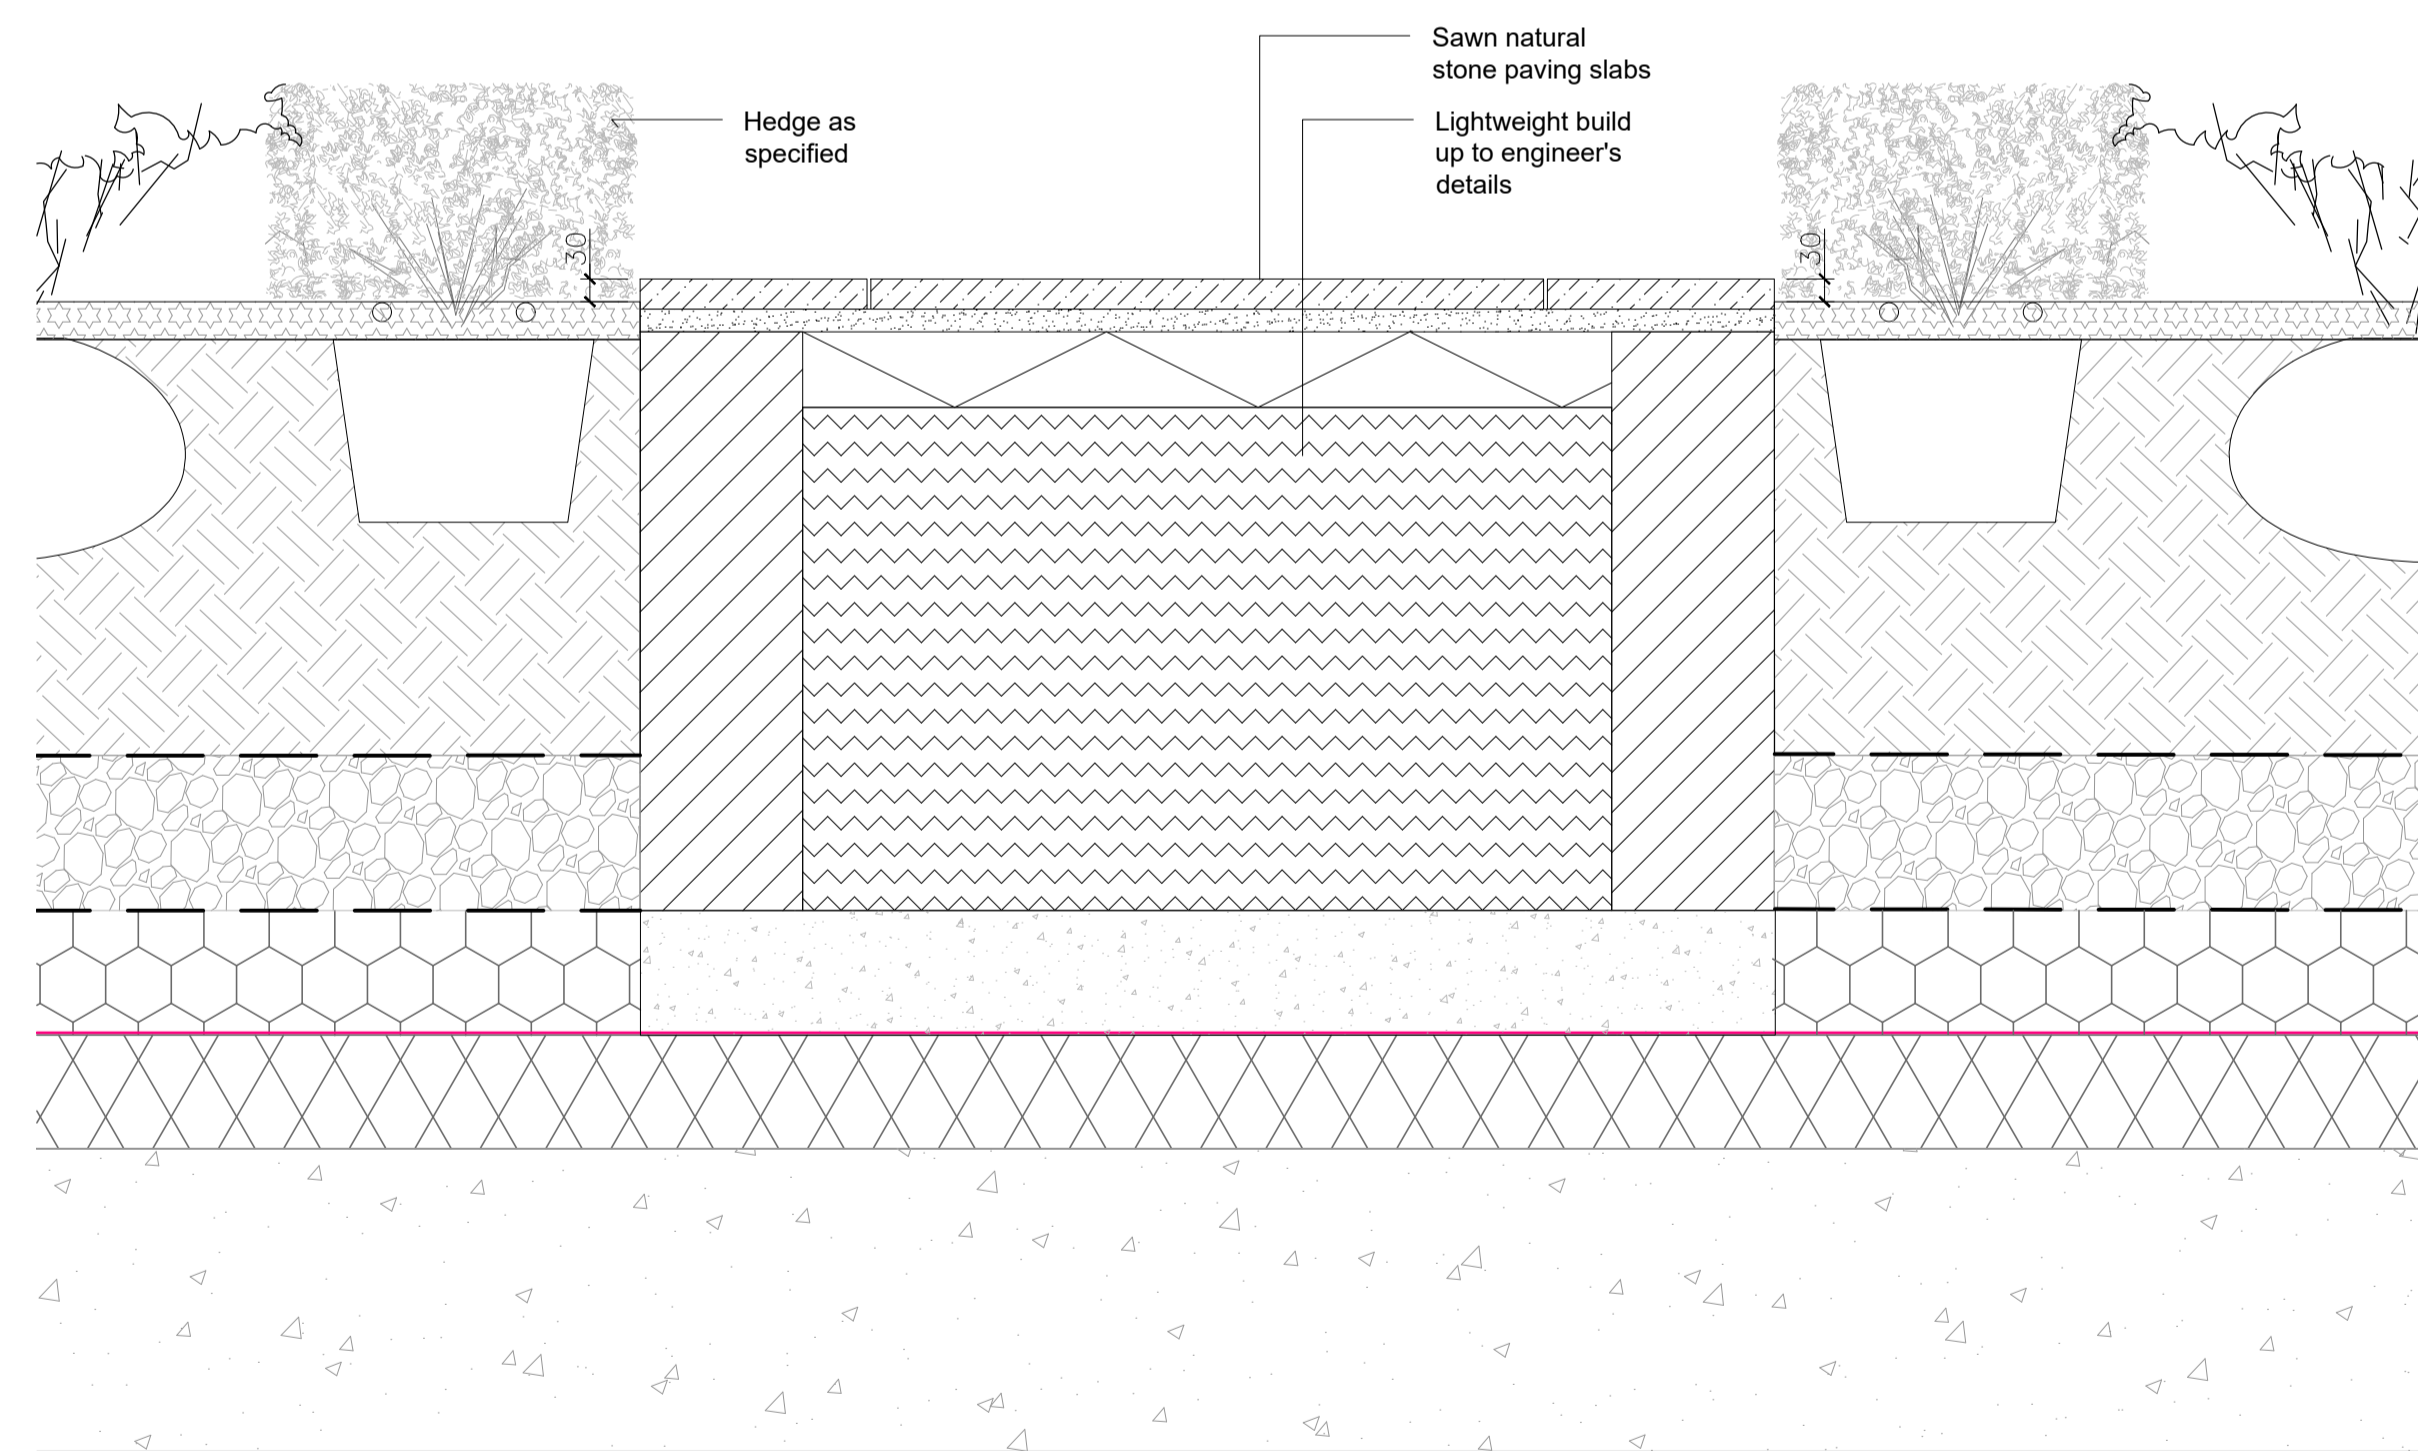 Sawn natural
stone paving slabs
Hedge as
specified
Lightweight build
up to engineer's
details
30
30